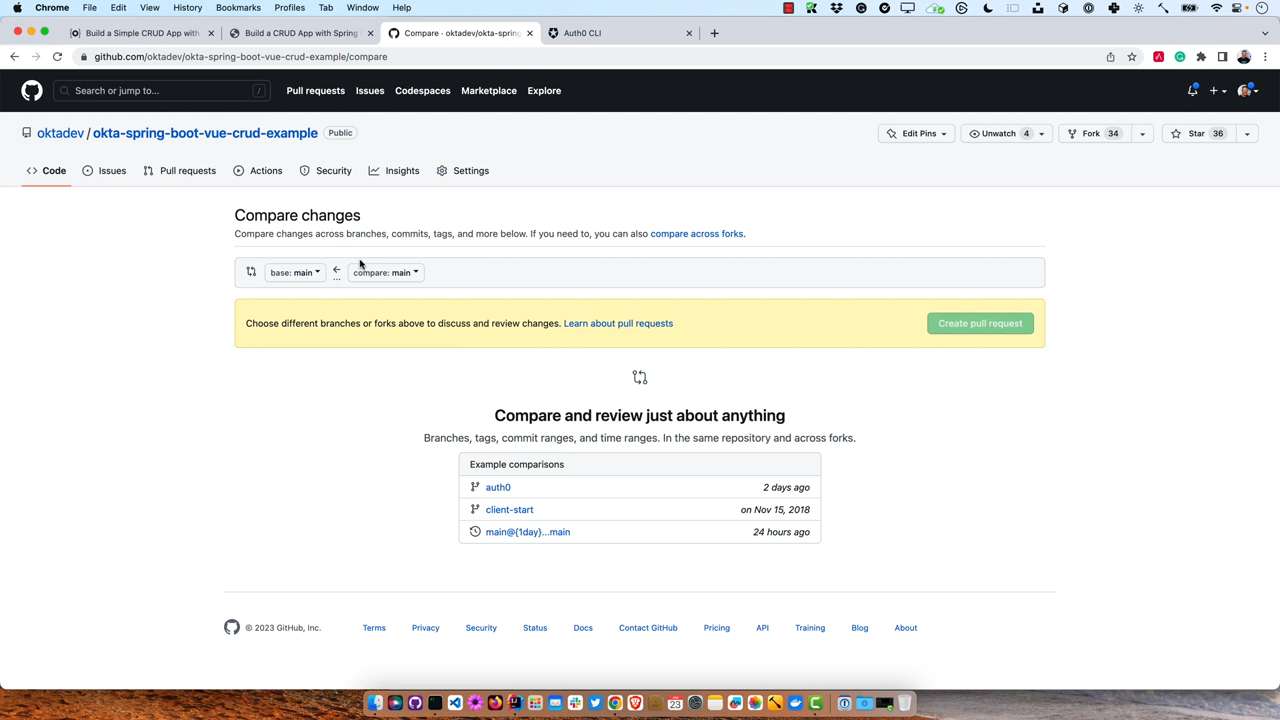 Chrome File Edit View History Bookmarks Profiles Tab Window Help
Build a Simple CRUD App with
Build a CRUD App with Spring
Compare · oktadev/okta-spring-
Auth0 CLI
github.com/oktadev/okta-spring-boot-vue-crud-example/compare
Search or jump to... /
Pull requests Issues Codespaces Marketplace Explore
oktadev / okta-spring-boot-vue-crud-example Public
Edit Pins Unwatch 4 Fork 34 Star 36
Code Issues Pull requests Actions Security Insights Settings
Compare changes
Compare changes across branches, commits, tags, and more below. If you need to, you can also compare across forks.
base: main ... compare: main
Choose different branches or forks above to discuss and review changes. Learn about pull requests
Create pull request
Compare and review just about anything
Branches, tags, commit ranges, and time ranges. In the same repository and across forks.
Example comparisons
auth0 2 days ago
client-start on Nov 15, 2018
main@{1day}...main 24 hours ago
© 2023 GitHub, Inc. Terms Privacy Security Status Docs Contact GitHub Pricing API Training Blog About
23